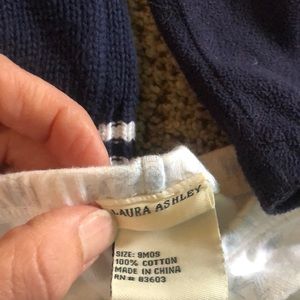 LAURA ASHLEY
SIZE: 9MOS
100% COTTON
MADE IN CHINA
RN# 83603